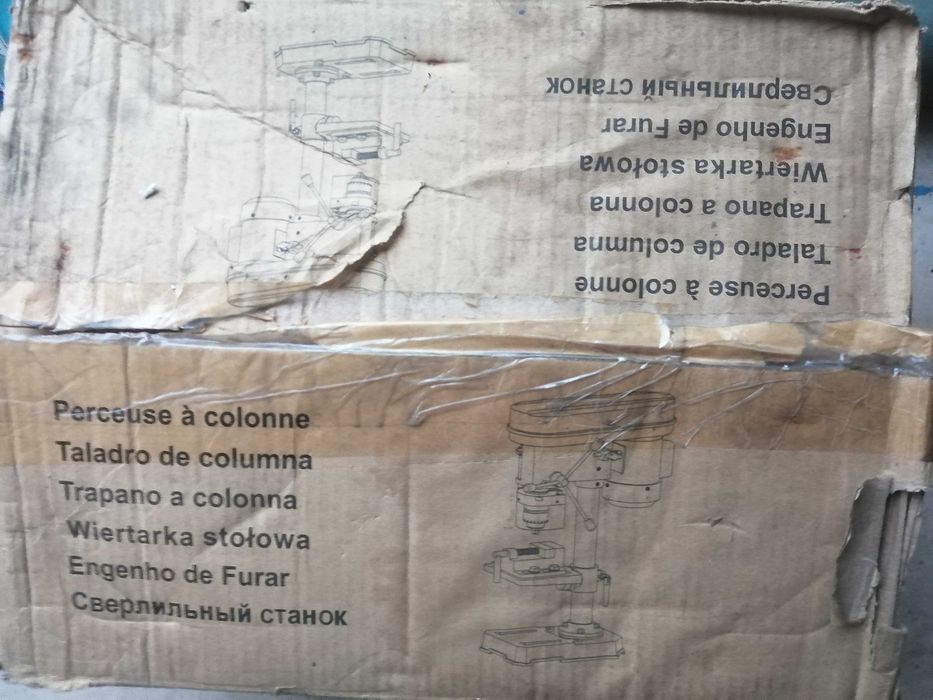 Perceuse à colonne
Taladro de columna
Trapano a colonna
Wiertarka stołowa
Engenho de Furar
Сверлильный станок
Perceuse à colonne
Taladro de columna
Trapano a colonna
Wiertarka stołowa
Engenho de Furar
Сверлильный станок